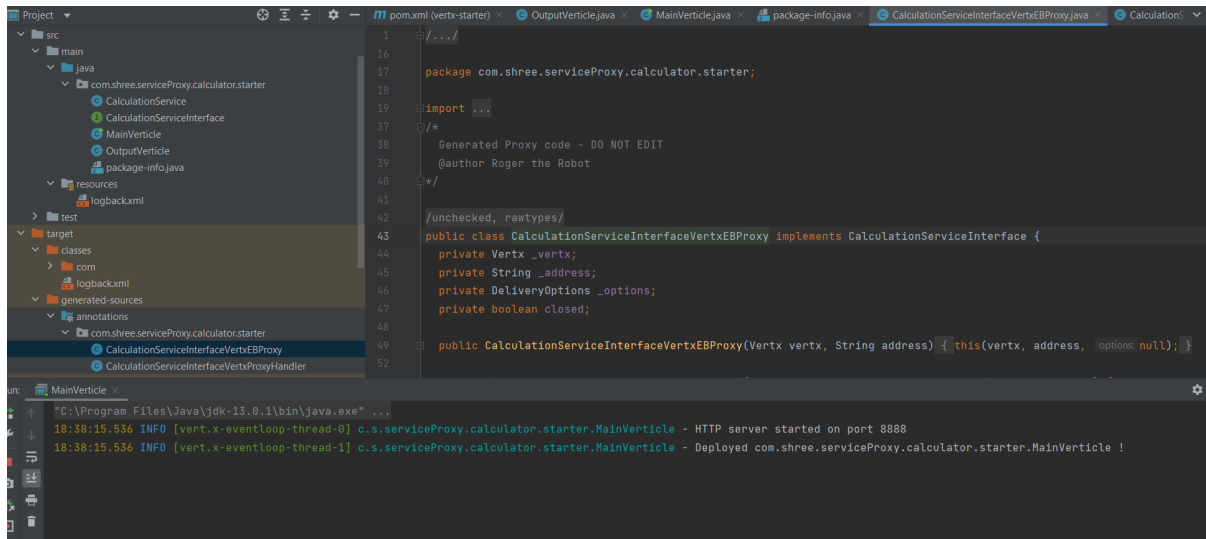 Project
pom.xml (vertx-starter)
OutputVerticle.java
MainVerticle.java
package-info.java
CalculationServiceInterfaceVertxEBProxy.java
CalculationS
src
main
java
com.shree.serviceProxy.calculator.starter
CalculationService
CalculationServiceInterface
MainVerticle
OutputVerticle
package-info.java
resources
logback.xml
test
target
classes
com
logback.xml
generated-sources
annotations
com.shree.serviceProxy.calculator.starter
CalculationServiceInterfaceVertxEBProxy
CalculationServiceInterfaceVertxProxyHandler
1 /.../
16
17 package com.shree.serviceProxy.calculator.starter;
18
19 import ...
37 /*
38 Generated Proxy code - DO NOT EDIT
39 @author Roger the Robot
40 */
41
42 /unchecked, rawtypes/
43 public class CalculationServiceInterfaceVertxEBProxy implements CalculationServiceInterface {
44 private Vertx _vertx;
45 private String _address;
46 private DeliveryOptions _options;
47 private boolean closed;
48
49 public CalculationServiceInterfaceVertxEBProxy(Vertx vertx, String address) { this(vertx, address, options: null); }
52
un: MainVerticle
"C:\Program Files\Java\jdk-13.0.1\bin\java.exe" ...
18:38:15.536 INFO [vert.x-eventloop-thread-0] c.s.serviceProxy.calculator.starter.MainVerticle - HTTP server started on port 8888
18:38:15.536 INFO [vert.x-eventloop-thread-1] c.s.serviceProxy.calculator.starter.MainVerticle - Deployed com.shree.serviceProxy.calculator.starter.MainVerticle !